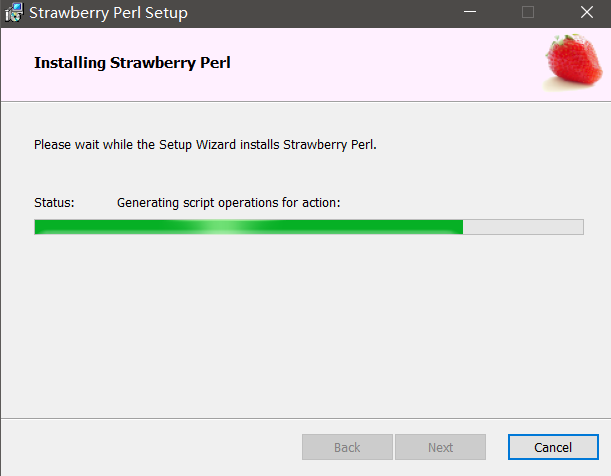 Strawberry Perl Setup
Installing Strawberry Perl
Please wait while the Setup Wizard installs Strawberry Perl.
Status: Generating script operations for action:
Back Next Cancel